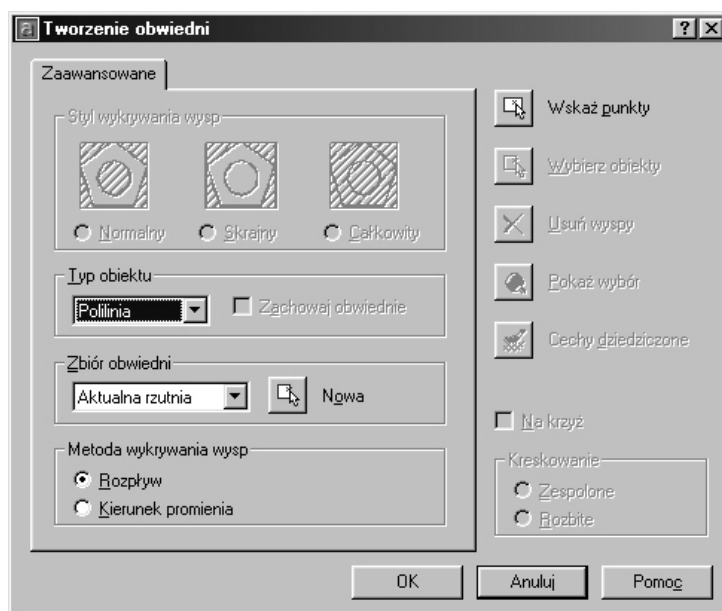 Tworzenie obwiedni
Zaawansowane
Styl wykrywania wysp
Normalny
Skrajny
Całkowity
Typ obiektu
Polilinia
Zachowaj obwiednie
Zbiór obwiedni
Aktualna rzutnia
Nowa
Metoda wykrywania wysp
Rozpływ
Kierunek promienia
Wskaż punkty
Wybierz obiekty
Usuń wyspy
Pokaż wybór
Cechy dziedziczone
Na krzyż
Kreskowanie
Zespolone
Rozbite
OK
Anuluj
Pomoc